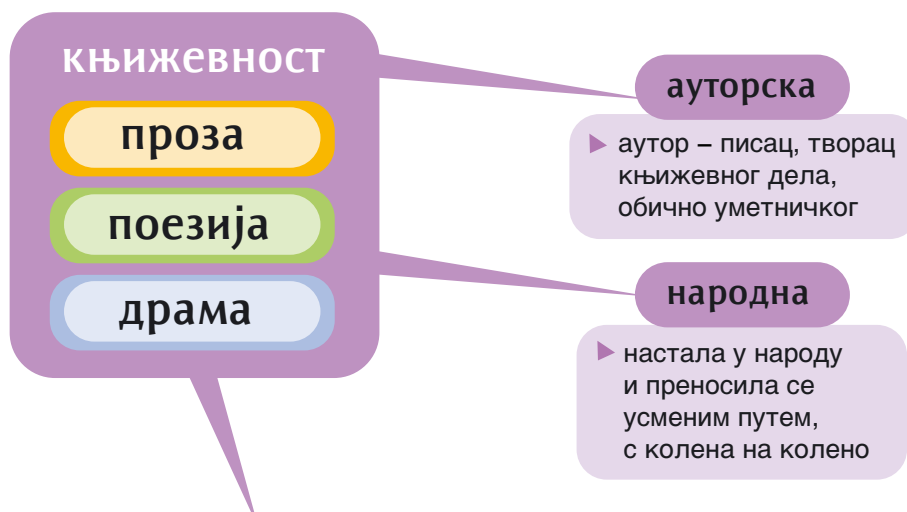 књижевност
проза
поезија
драма
ауторска
аутор – писац, творац
књижевног дела,
обично уметничког
народна
настала у народу
и преносила се
усменим путем,
с колена на колено